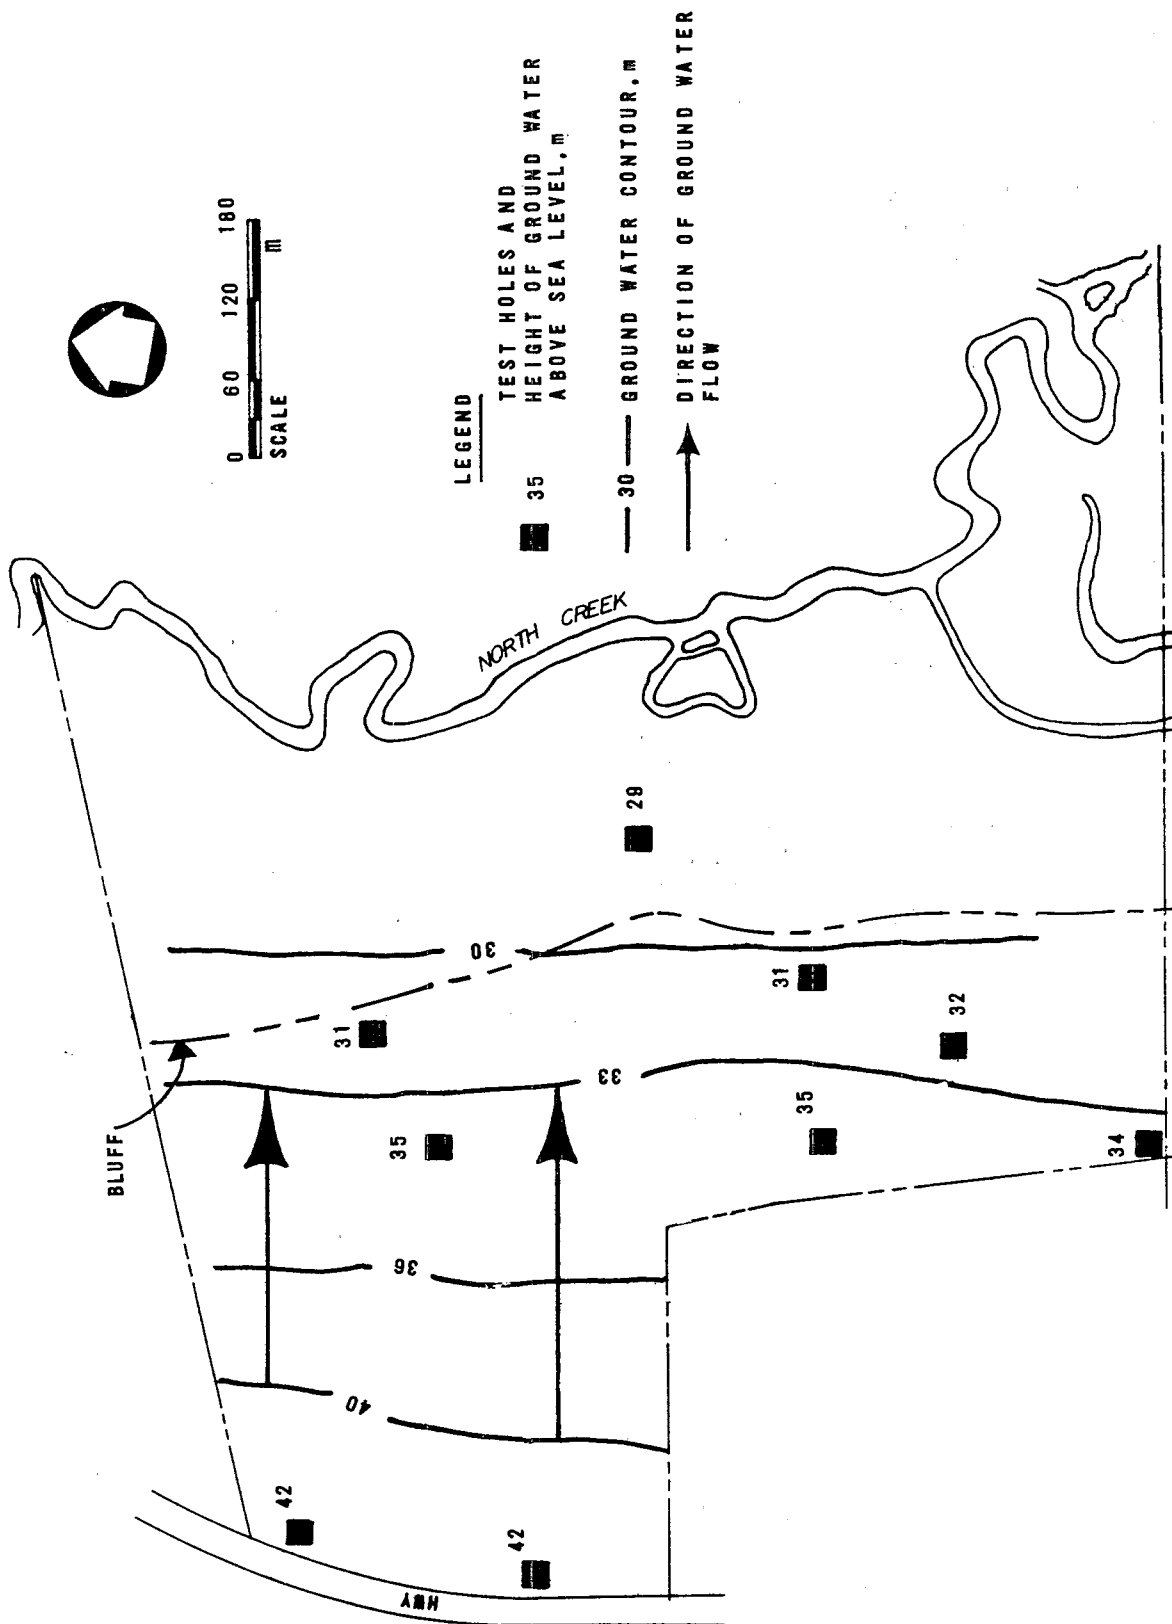 0 60 120 180
m
SCALE
LEGEND
35
TEST HOLES AND
HEIGHT OF GROUND WATER
ABOVE SEA LEVEL, m
30
GROUND WATER CONTOUR, m
DIRECTION OF GROUND WATER
FLOW
NORTH CREEK
BLUFF
HWY
42
42
40
36
35
35
34
33
32
31
31
30
29